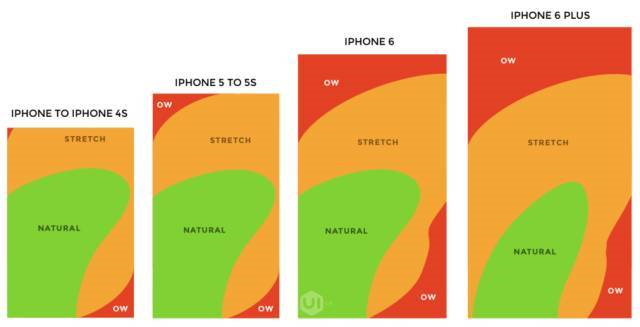 IPHONE TO IPHONE 4S
STRETCH
NATURAL
OW
IPHONE 5 TO 5S
OW
STRETCH
NATURAL
OW
IPHONE 6
OW
STRETCH
NATURAL
OW
UI
IPHONE 6 PLUS
OW
STRETCH
NATURAL
OW